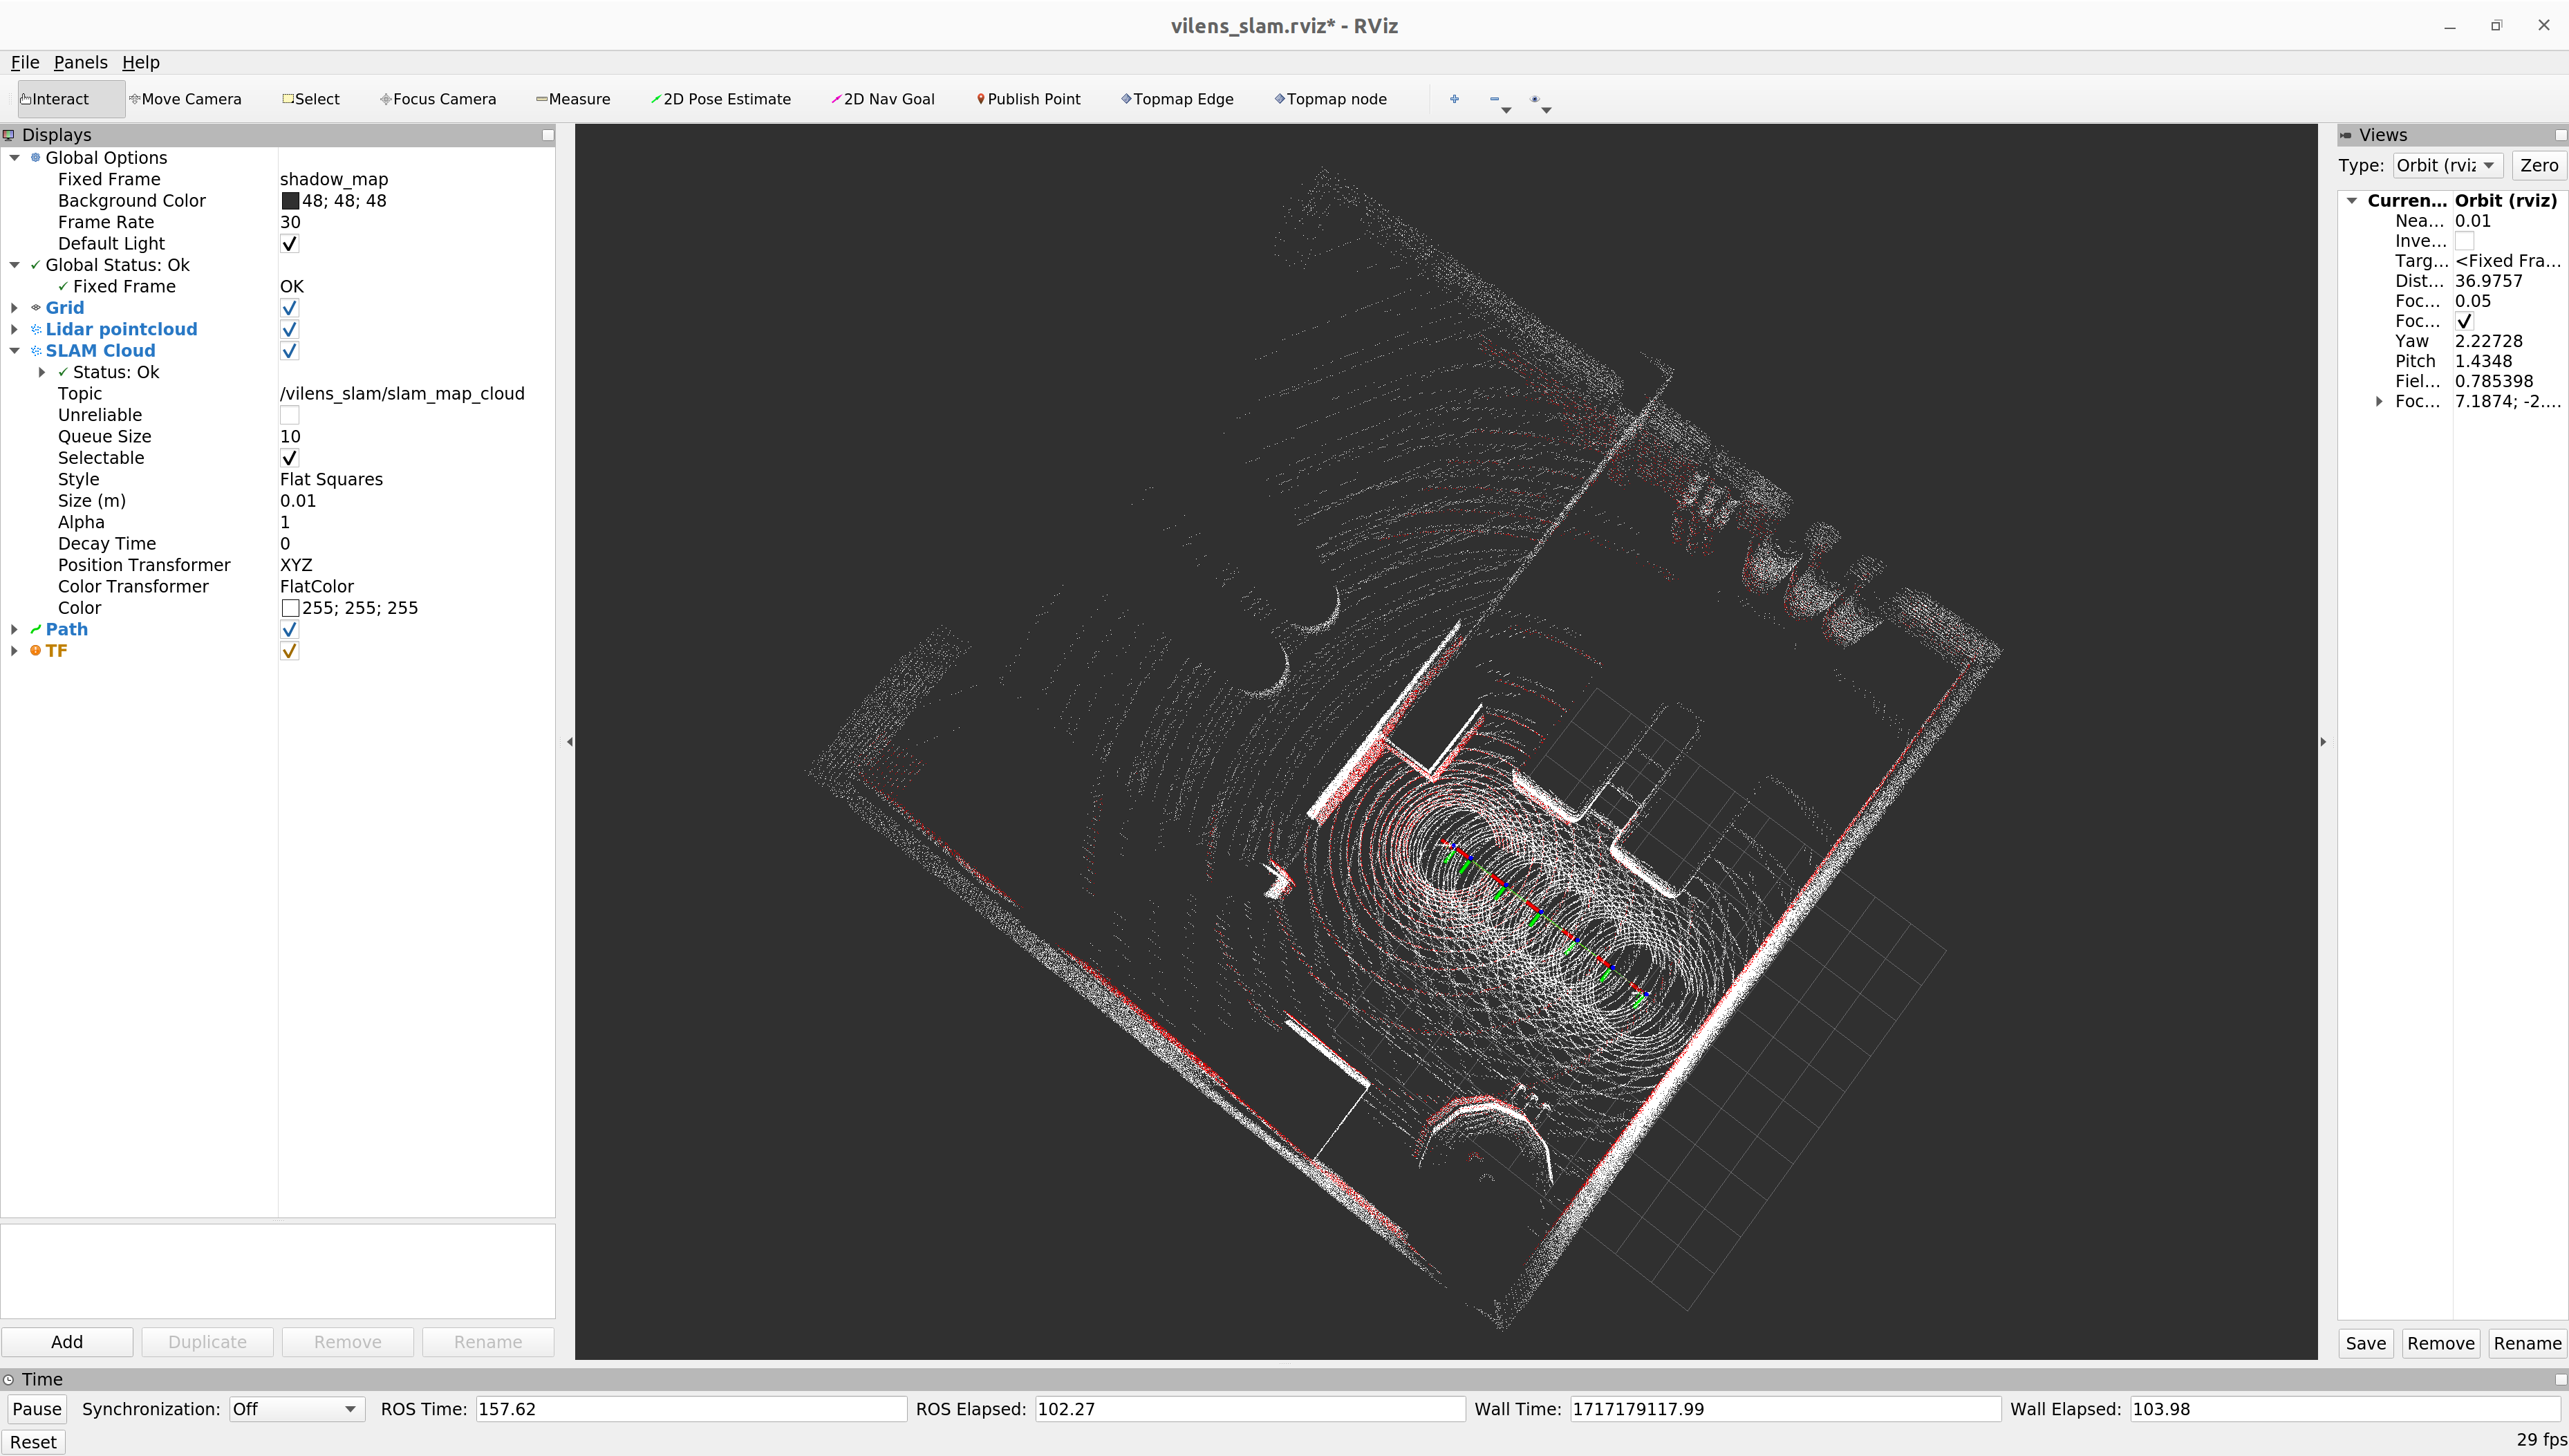 vilens_slam.rviz* - RViz
File Panels Help
Interact Move Camera Select Focus Camera Measure 2D Pose Estimate 2D Nav Goal Publish Point Topmap Edge Topmap node
Displays
Global Options
Fixed Frame shadow_map
Background Color 48; 48; 48
Frame Rate 30
Default Light
Global Status: Ok
Fixed Frame OK
Grid
Lidar pointcloud
SLAM Cloud
Status: Ok
Topic /vilens_slam/slam_map_cloud
Unreliable
Queue Size 10
Selectable
Style Flat Squares
Size (m) 0.01
Alpha 1
Decay Time 0
Position Transformer XYZ
Color Transformer FlatColor
Color 255; 255; 255
Path
TF
Add Duplicate Remove Rename
Views
Type: Orbit (rviz Zero
Curren... Orbit (rviz)
Nea... 0.01
Inve...
Targ... <Fixed Fra...
Dist... 36.9757
Foc... 0.05
Foc...
Yaw 2.22728
Pitch 1.4348
Fiel... 0.785398
Foc... 7.1874; -2....
Save Remove Rename
Time
Pause Synchronization: Off ROS Time: 157.62 ROS Elapsed: 102.27 Wall Time: 1717179117.99 Wall Elapsed: 103.98
Reset 29 fps